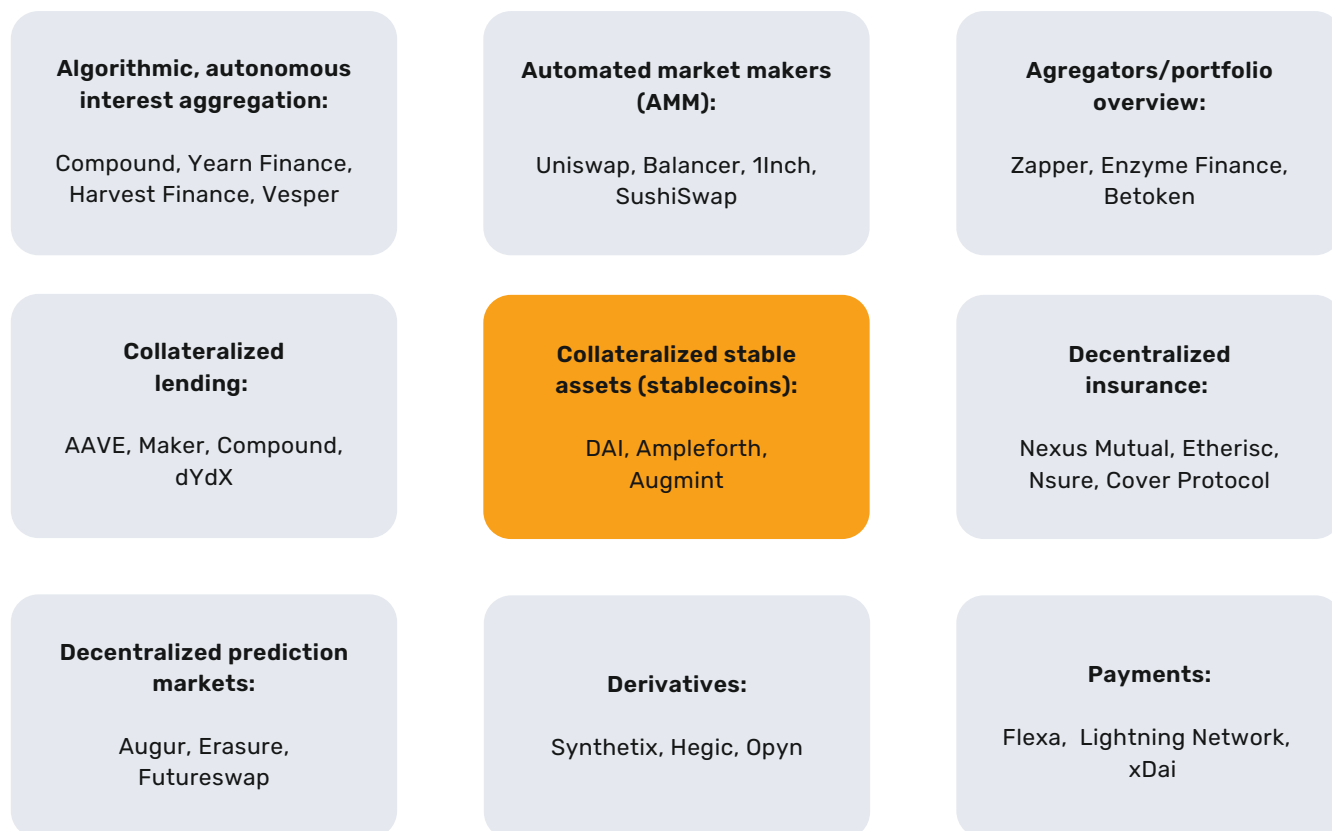 Algorithmic, autonomous
interest aggregation:
Compound, Yearn Finance,
Harvest Finance, Vesper
Automated market makers
(AMM):
Uniswap, Balancer, 1Inch,
SushiSwap
Agregators/portfolio
overview:
Zapper, Enzyme Finance,
Betoken
Collateralized
lending:
AAVE, Maker, Compound,
dYdX
Collateralized stable
assets (stablecoins):
DAI, Ampleforth,
Augmint
Decentralized
insurance:
Nexus Mutual, Etherisc,
Nsure, Cover Protocol
Decentralized prediction
markets:
Augur, Erasure,
Futureswap
Derivatives:
Synthetix, Hegic, Opyn
Payments:
Flexa,  Lightning Network,
xDai